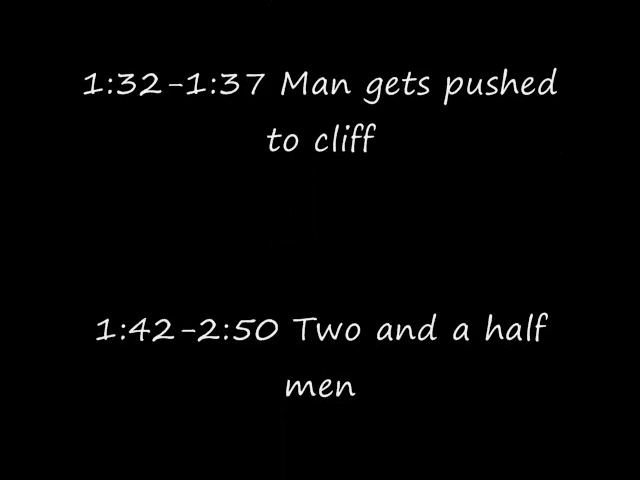 1:32-1:37 Man gets pushed
to cliff
1:42-2:50 Two and a half
men